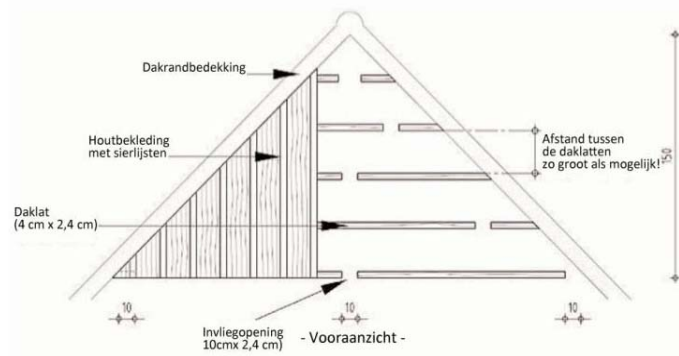 Dakrandbedekking
Houtbekleding
met sierlijsten
Afstand tussen
de daklatten
zo groot als mogelijk!
150
Daklat
(4 cm x 2,4 cm)
10
10
10
Invliegopening
10cmx 2,4 cm)
- Vooraanzicht -